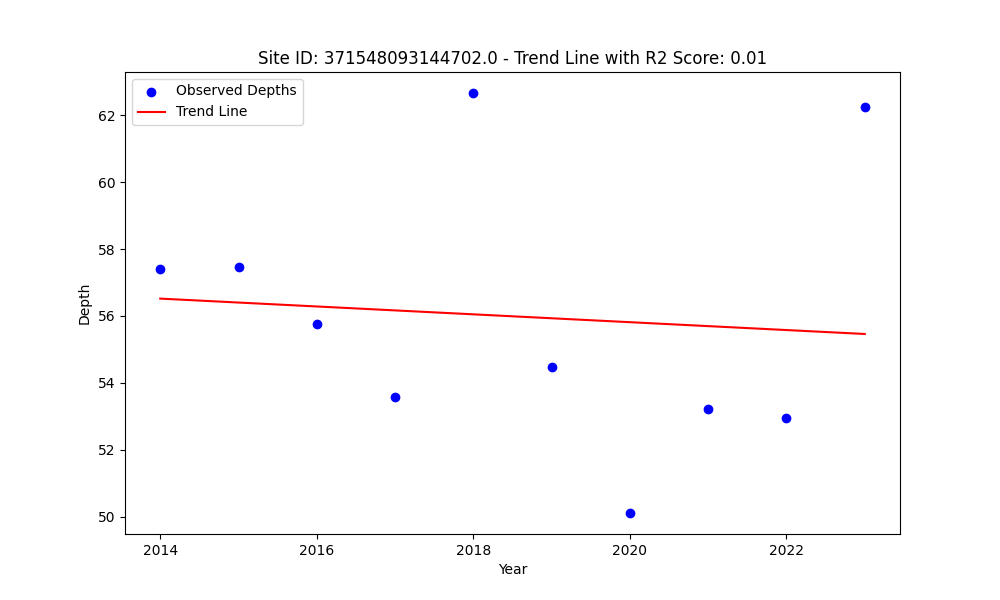 Site ID: 371548093144702.0 - Trend Line with R2 Score: 0.01
Observed Depths
Trend Line
62
60
58
56
54
52
50
Depth
2014
2016
2018
2020
2022
Year